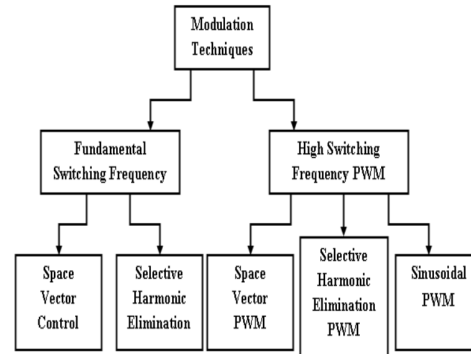 Modulation
Techniques
Fundamental
Switching Frequency
High Switching
Frequency PWM
Space
Vector
Control
Selective
Harmonic
Elimination
Space
Vector
PWM
Selective
Harmonic
Elimination
PWM
Sinusoidal
PWM